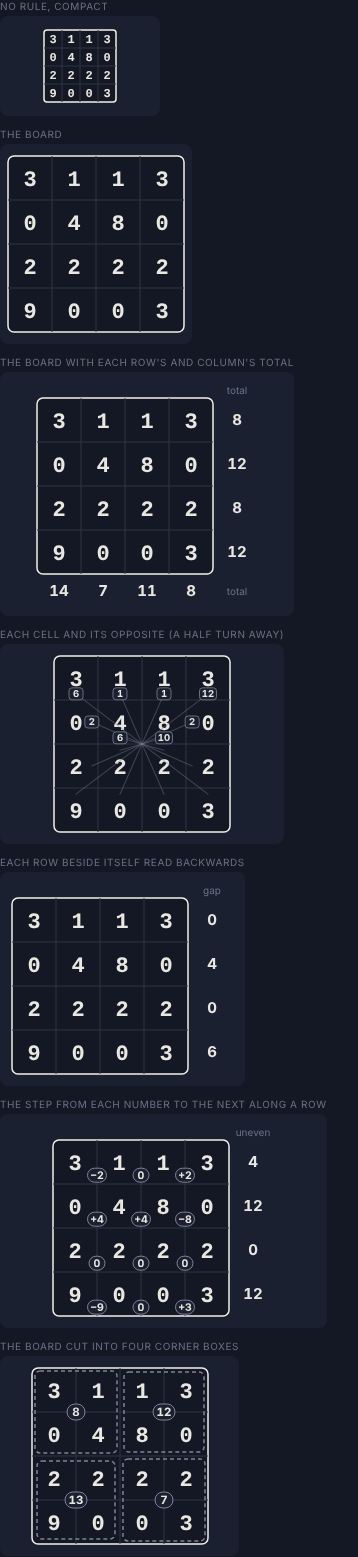 NO RULE, COMPACT
3 1 1 3
0 4 8 0
2 2 2 2
9 0 0 3
THE BOARD
3 1 1 3
0 4 8 0
2 2 2 2
9 0 0 3
THE BOARD WITH EACH ROW'S AND COLUMN'S TOTAL
total
3 1 1 3 8
0 4 8 0 12
2 2 2 2 8
9 0 0 3 12
14 7 11 8 total
EACH CELL AND ITS OPPOSITE (A HALF TURN AWAY)
3 1 1 3
6 1 1 12
0 2 4 8 2 0
6 10
2 2 2 2
9 0 0 3
EACH ROW BESIDE ITSELF READ BACKWARDS
gap
3 1 1 3 0
0 4 8 0 4
2 2 2 2 0
9 0 0 3 6
THE STEP FROM EACH NUMBER TO THE NEXT ALONG A ROW
uneven
3 1 1 3 4
−2 0 +2
0 4 8 0 12
+4 +4 −8
2 2 2 2 0
0 0 0
9 0 0 3 12
−9 0 +3
THE BOARD CUT INTO FOUR CORNER BOXES
3 1 1 3
8 12
0 4 8 0
2 2 2 2
13 7
9 0 0 3